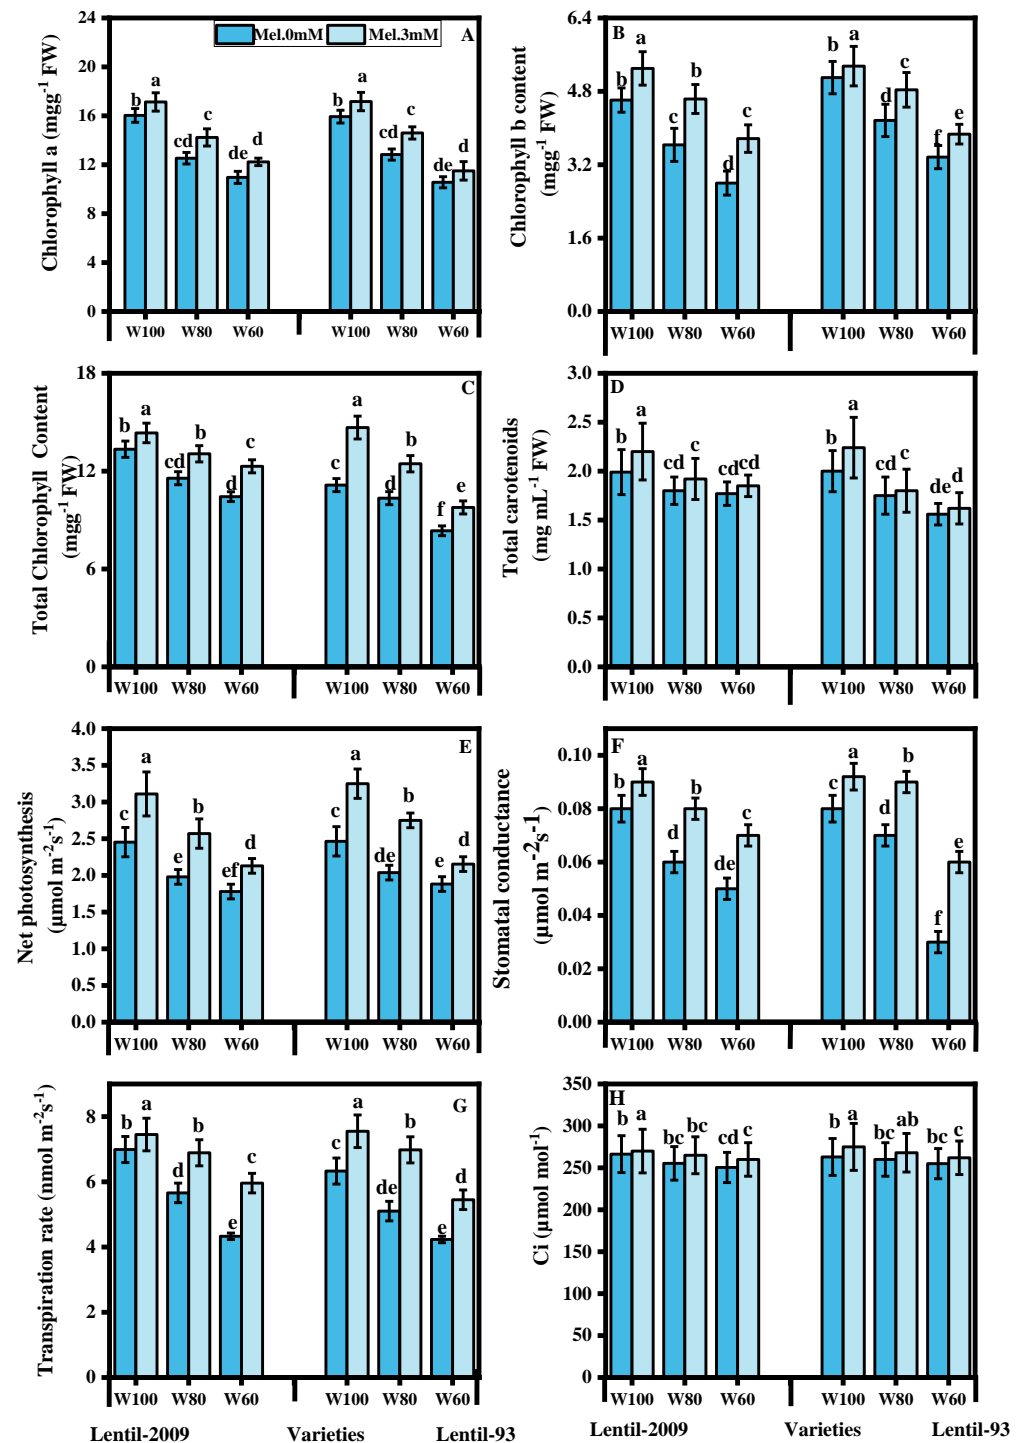 Mel.0mM Mel.3mM
A
Chlorophyll a (mgg-1 FW)
24
20
16
12
8
4
0
b a cd c de d b a cd b de d
W100 W80 W60 W100 W80 W60
B
Chlorophyll b content
(mgg-1 FW)
6.4
4.8
3.2
1.6
0.0
b a c b d c b a d c f e
W100 W80 W60 W100 W80 W60
C
Total Chlorophyll Content
(mgg-1 FW)
18
12
6
0
b a cd b d c c a d b f e
W100 W80 W60 W100 W80 W60
D
Total carotenoids
(mg mL-1 FW)
3.0
2.5
2.0
1.5
1.0
0.5
0.0
b a cd c cd cd b a cd c de d
W100 W80 W60 W100 W80 W60
E
Net photosynthesis
(µmol m-2s-1)
4.0
3.5
3.0
2.5
2.0
1.5
1.0
0.5
0.0
c a e b ef d c a de b e d
W100 W80 W60 W100 W80 W60
F
Stomatal conductance
(µmol m-2s-1)
0.10
0.08
0.06
0.04
0.02
0.00
b a d b de c c a d b f e
W100 W80 W60 W100 W80 W60
G
Transpiration rate (nmol m-2s-1)
8
6
4
2
0
b a d b e c c a de b e d
W100 W80 W60 W100 W80 W60
H
Ci (µmol mol-1)
350
300
250
200
150
100
50
0
b a bc bc cd c b a bc ab bc c
W100 W80 W60 W100 W80 W60
Lentil-2009 Varieties Lentil-93
Lentil-2009 Varieties Lentil-93